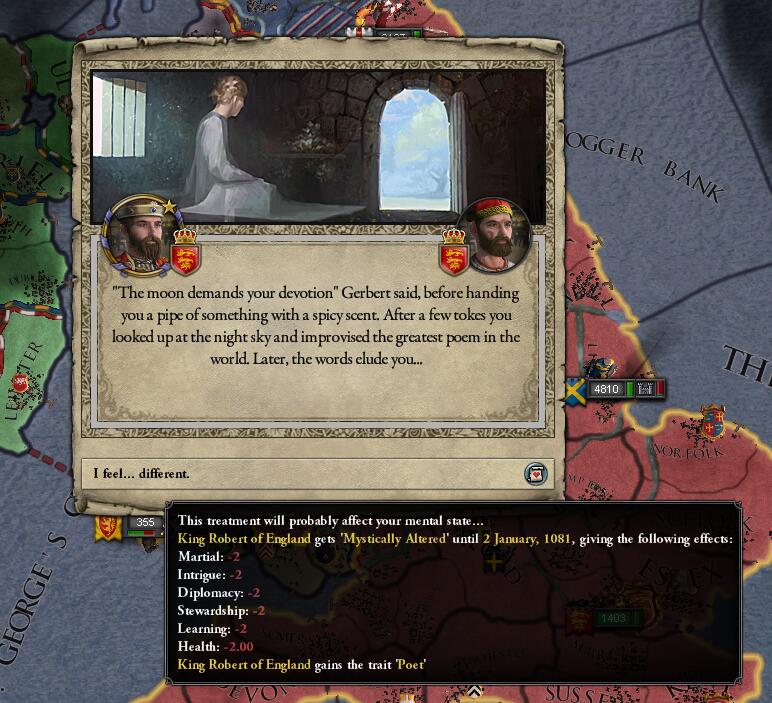 OGGER BANK
"The moon demands your devotion" Gerbert said, before handing
you a pipe of something with a spicy scent. After a few tokes you
looked up at the night sky and improvised the greatest poem in the
world. Later, the words elude you...
4810
NORFOLK
I feel... different.
355
GEORGE'S
This treatment will probably affect your mental state...
King Robert of England gets 'Mystically Altered' until 2 January, 1081, giving the following effects:
Martial: -2
Intrigue: -2
Diplomacy: -2
Stewardship: -2
Learning: -2
Health: -2.00
King Robert of England gains the trait 'Poet'
ESSEX
1403
DEVO
SUSSE